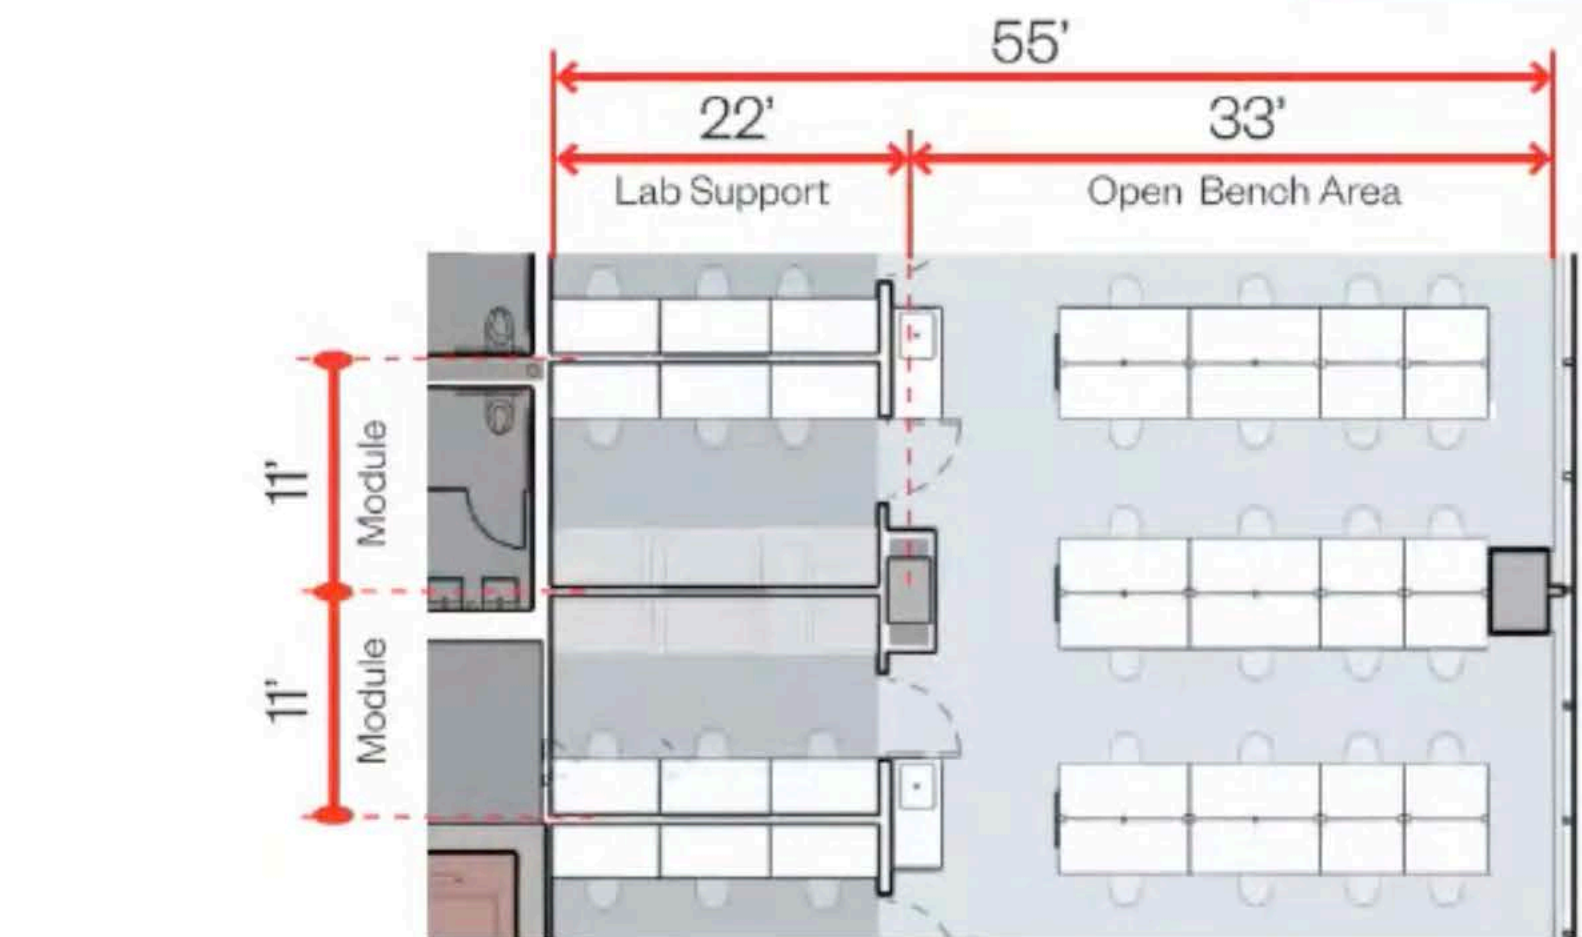 55’
22’
33’
Lab Support
Open Bench Area
11’
Module
11’
Module